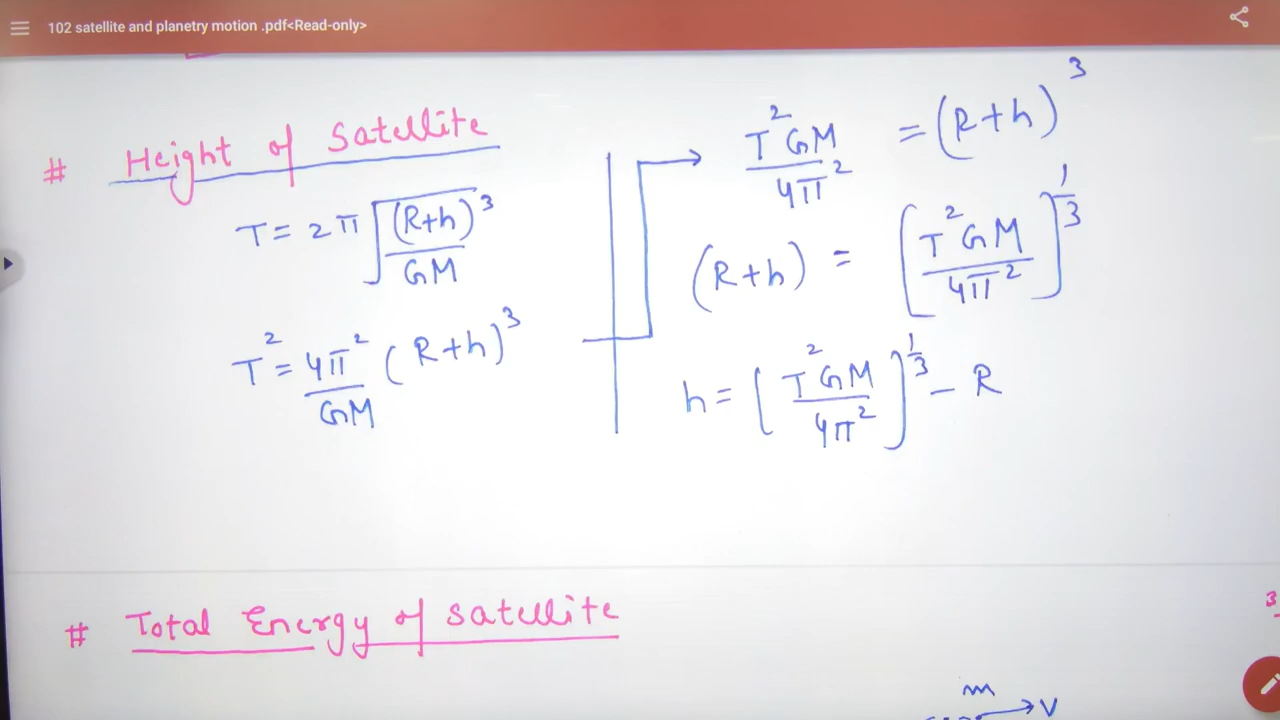 102 satellite and planetry motion .pdf<Read-only>
# Height of Satellite
T = 2π √((R+h)³/GM)
T² = 4π²/GM (R+h)³
T²GM/4π² = (R+h)³
(R+h) = [T²GM/4π²]^1/3
h = [T²GM/4π²]^1/3 − R
# Total Energy of Satellite
3
m
V